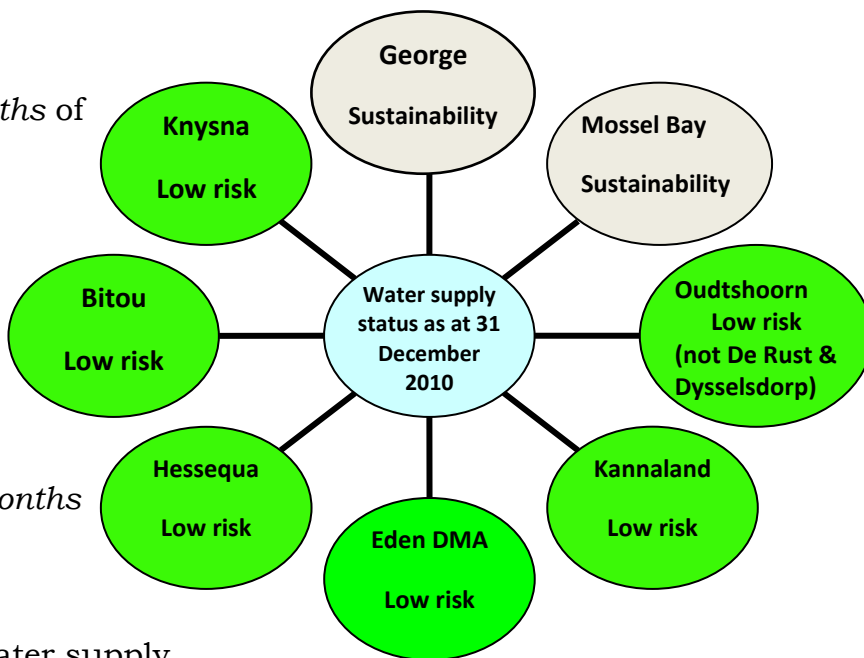 George
Sustainability
ths of
Knysna
Low risk
Mossel Bay
Sustainability
Bitou
Low risk
Water supply
status as at 31
December
2010
Oudtshoorn
Low risk
(not De Rust &
Dysselsdorp)
Hessequa
Low risk
onths
Kannaland
Low risk
Eden DMA
Low risk
ater supply